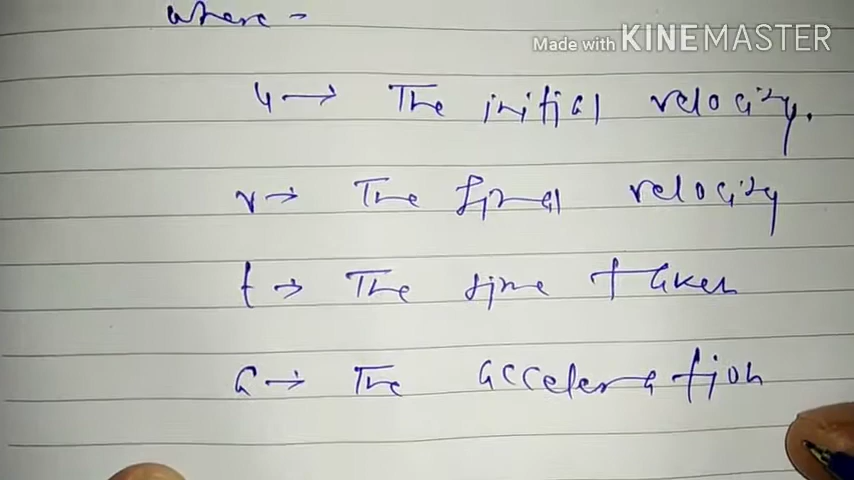 where -
Made with KINEMASTER
u → The initial velocity.
v → The final velocity
t → The time taken
a → The acceleration